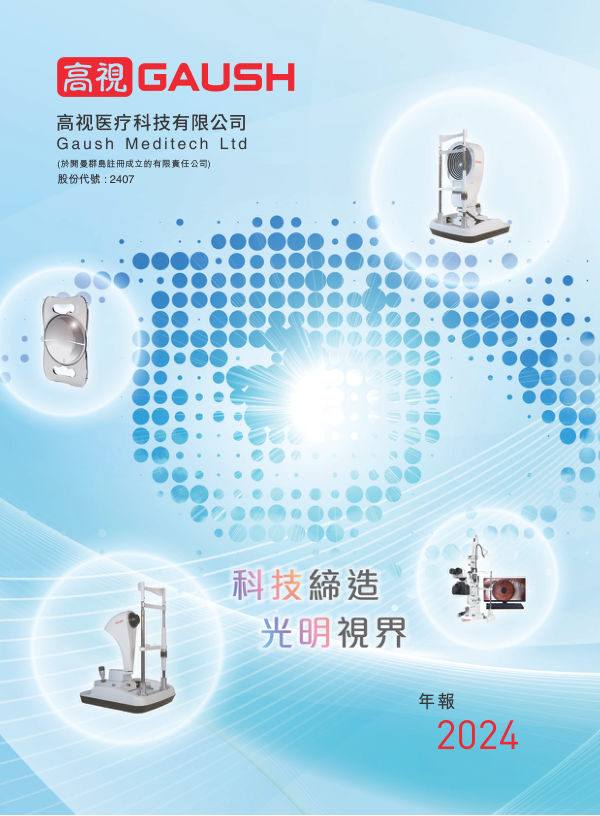 高視 GAUSH
高视医疗科技有限公司
Gaush Meditech Ltd
(於開曼群島註冊成立的有限責任公司)
股份代號 : 2407
科技締造
光明視界
年報
2024